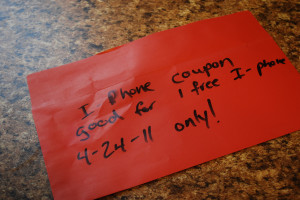 I-phone coupon
good for 1 free I-phone
4-24-11 only!